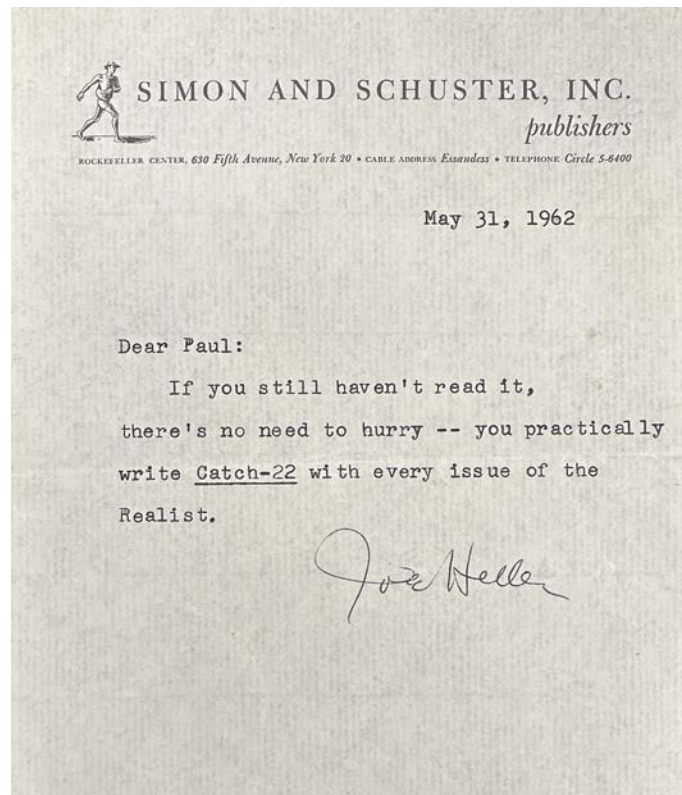 SIMON AND SCHUSTER, INC.
publishers
ROCKEFELLER CENTER, 630 Fifth Avenue, New York 20 • CABLE ADDRESS Essandess • TELEPHONE Circle 5-6400
May 31, 1962
Dear Paul:
If you still haven't read it,
there's no need to hurry -- you practically
write Catch-22 with every issue of the
Realist.
Joe Heller